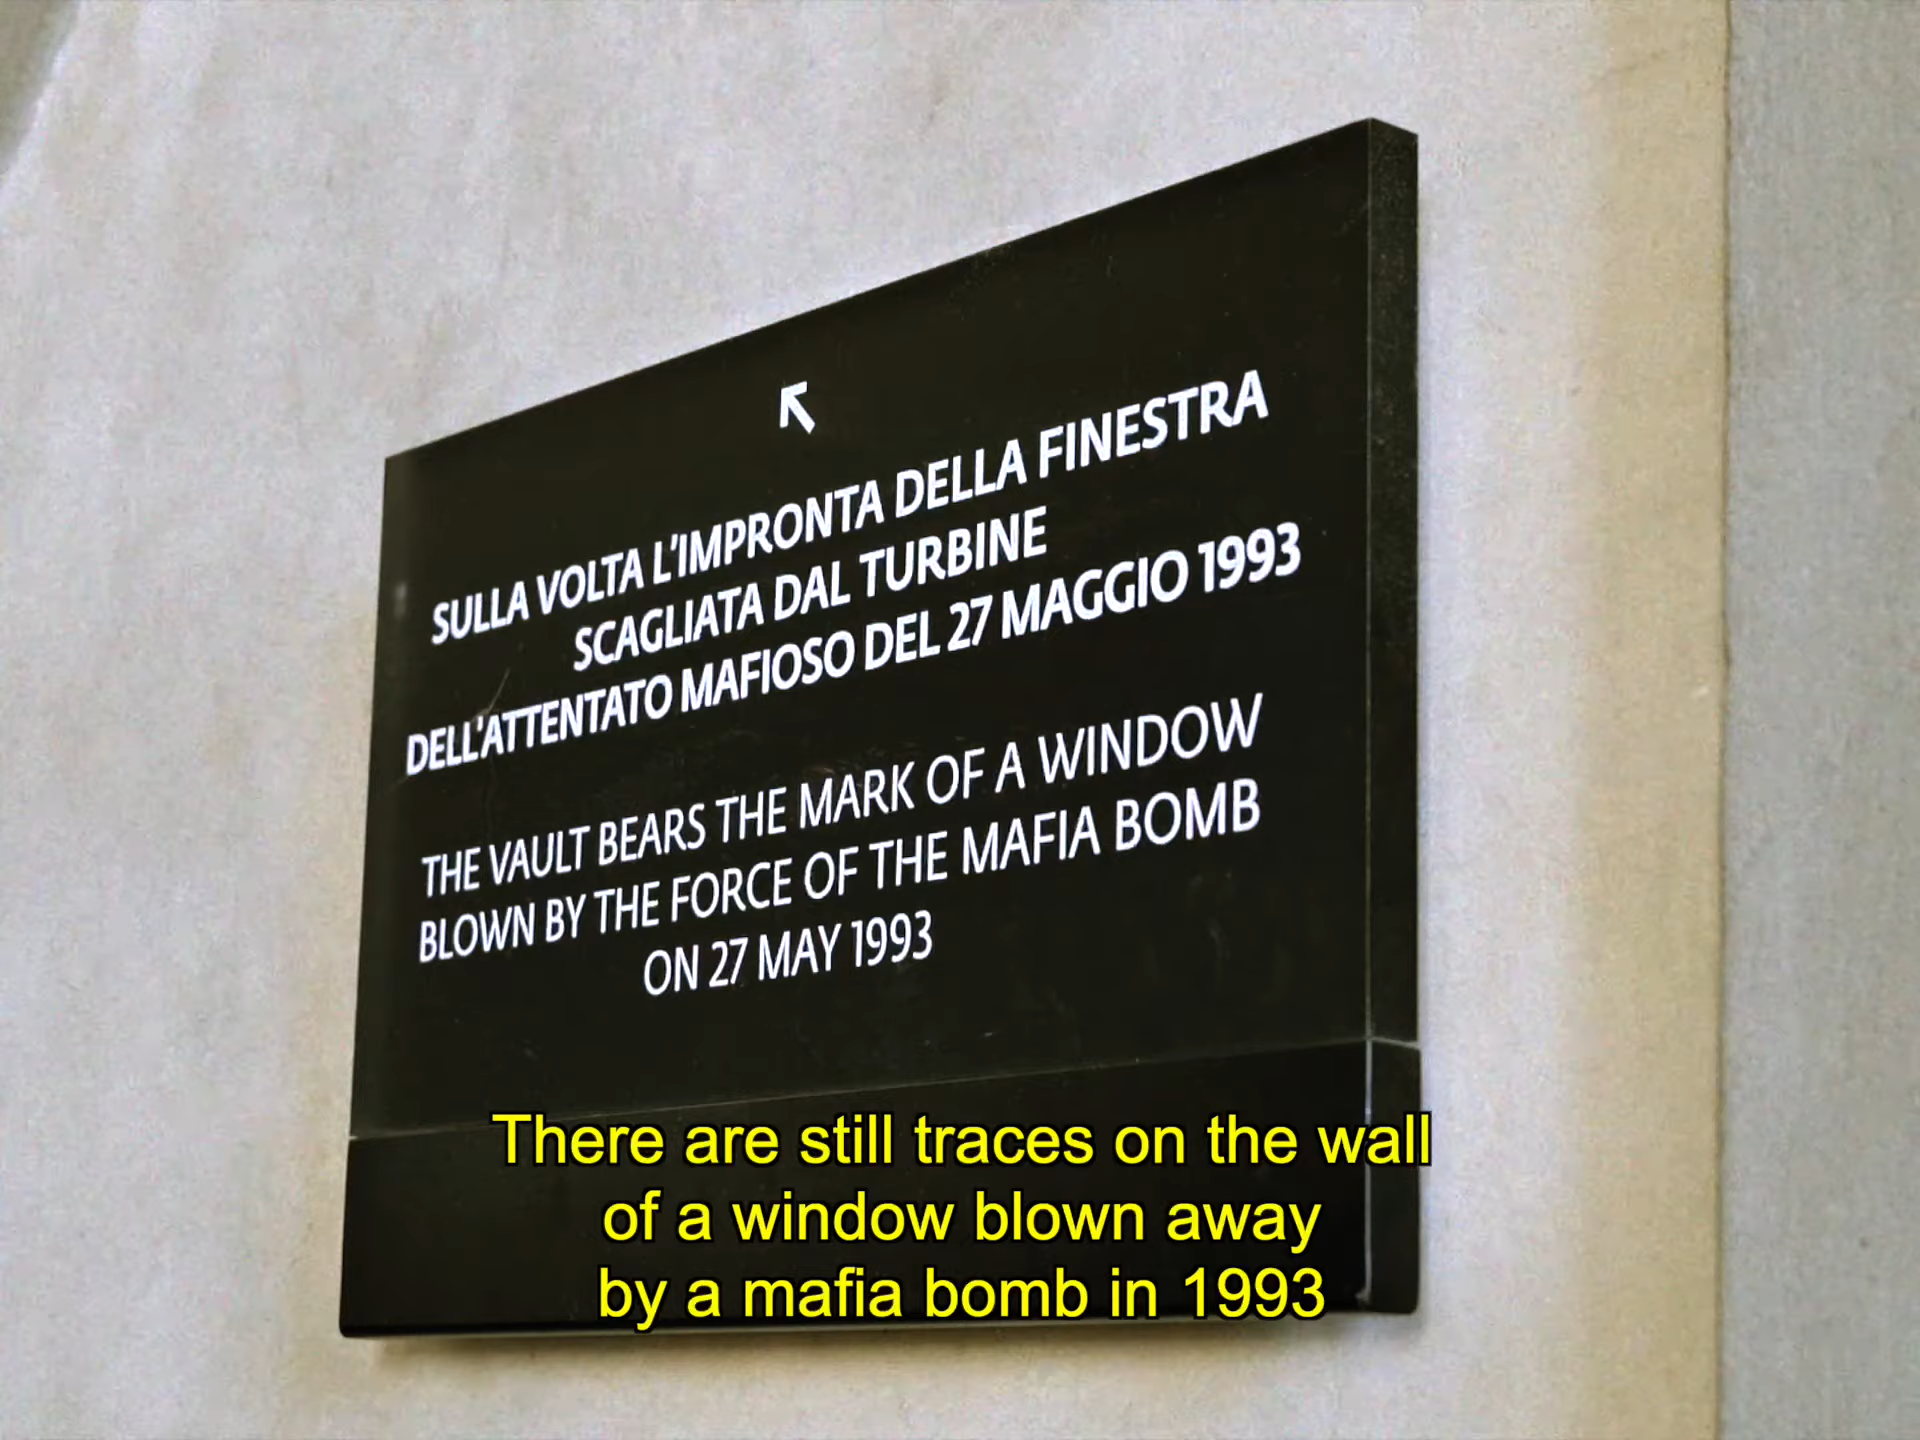 SULLA VOLTA L'IMPRONTA DELLA FINESTRA
SCAGLIATA DAL TURBINE
DELL'ATTENTATO MAFIOSO DEL 27 MAGGIO 1993
THE VAULT BEARS THE MARK OF A WINDOW
BLOWN BY THE FORCE OF THE MAFIA BOMB
ON 27 MAY 1993
There are still traces on the wall
of a window blown away
by a mafia bomb in 1993